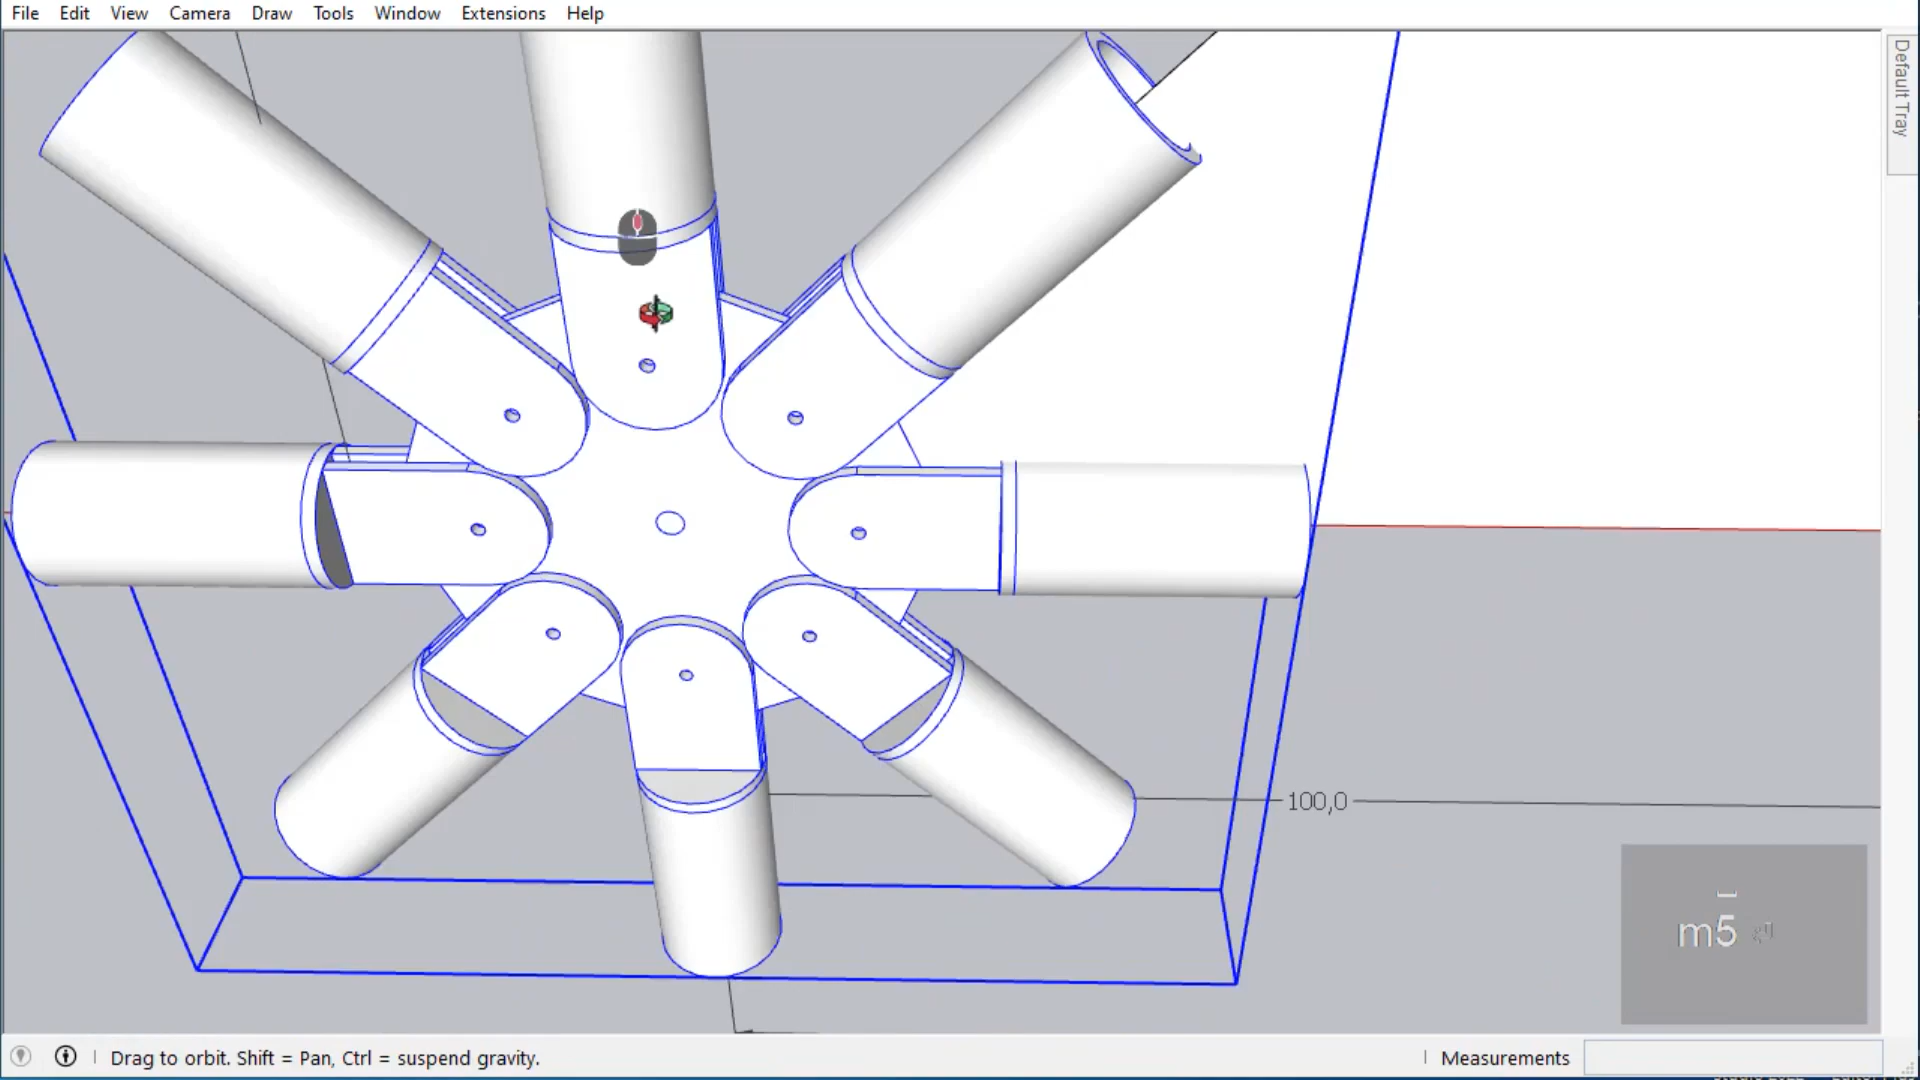 File Edit View Camera Draw Tools Window Extensions Help
Default Tray
100,0
m5
Drag to orbit. Shift = Pan, Ctrl = suspend gravity.
Measurements